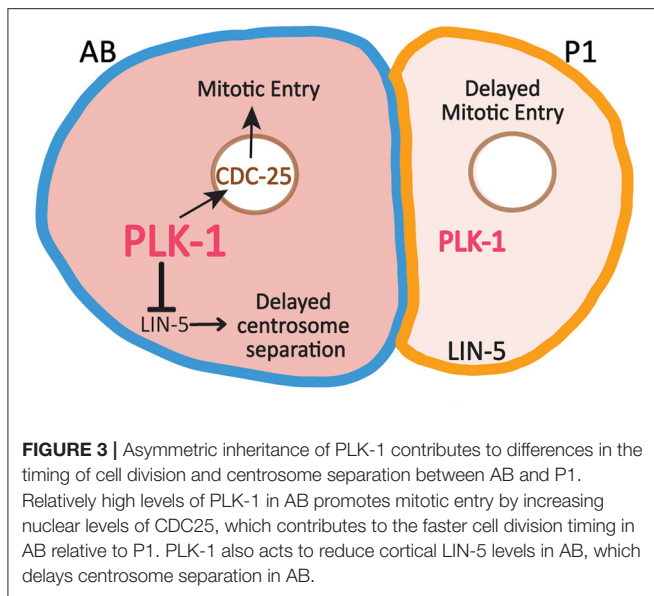 AB
P1
Mitotic Entry
Delayed
Mitotic Entry
CDC-25
PLK-1
PLK-1
LIN-5
Delayed
centrosome
separation
LIN-5
FIGURE 3 | Asymmetric inheritance of PLK-1 contributes to differences in the
timing of cell division and centrosome separation between AB and P1.
Relatively high levels of PLK-1 in AB promotes mitotic entry by increasing
nuclear levels of CDC25, which contributes to the faster cell division timing in
AB relative to P1. PLK-1 also acts to reduce cortical LIN-5 levels in AB, which
delays centrosome separation in AB.